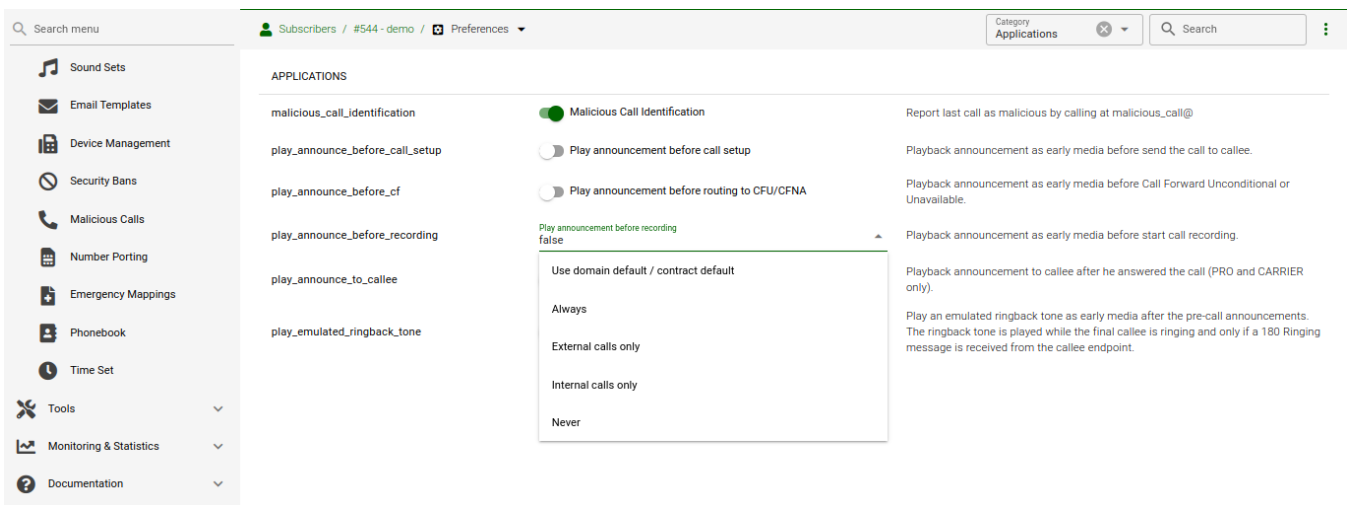 Search menu
Subscribers / #544 - demo / Preferences
Category
Applications
Search
Sound Sets
Email Templates
Device Management
Security Bans
Malicious Calls
Number Porting
Emergency Mappings
Phonebook
Time Set
Tools
Monitoring & Statistics
Documentation
APPLICATIONS
malicious_call_identification
Malicious Call Identification
Report last call as malicious by calling at malicious_call@
play_announce_before_call_setup
Play announcement before call setup
Playback announcement as early media before send the call to callee.
play_announce_before_cf
Play announcement before routing to CFU/CFNA
Playback announcement as early media before Call Forward Unconditional or
Unavailable.
play_announce_before_recording
Play announcement before recording
false
Playback announcement as early media before start call recording.
Use domain default / contract default
Always
External calls only
Internal calls only
Never
play_announce_to_callee
Playback announcement to callee after he answered the call (PRO and CARRIER
only).
play_emulated_ringback_tone
Play an emulated ringback tone as early media after the pre-call announcements.
The ringback tone is played while the final callee is ringing and only if a 180 Ringing
message is received from the callee endpoint.